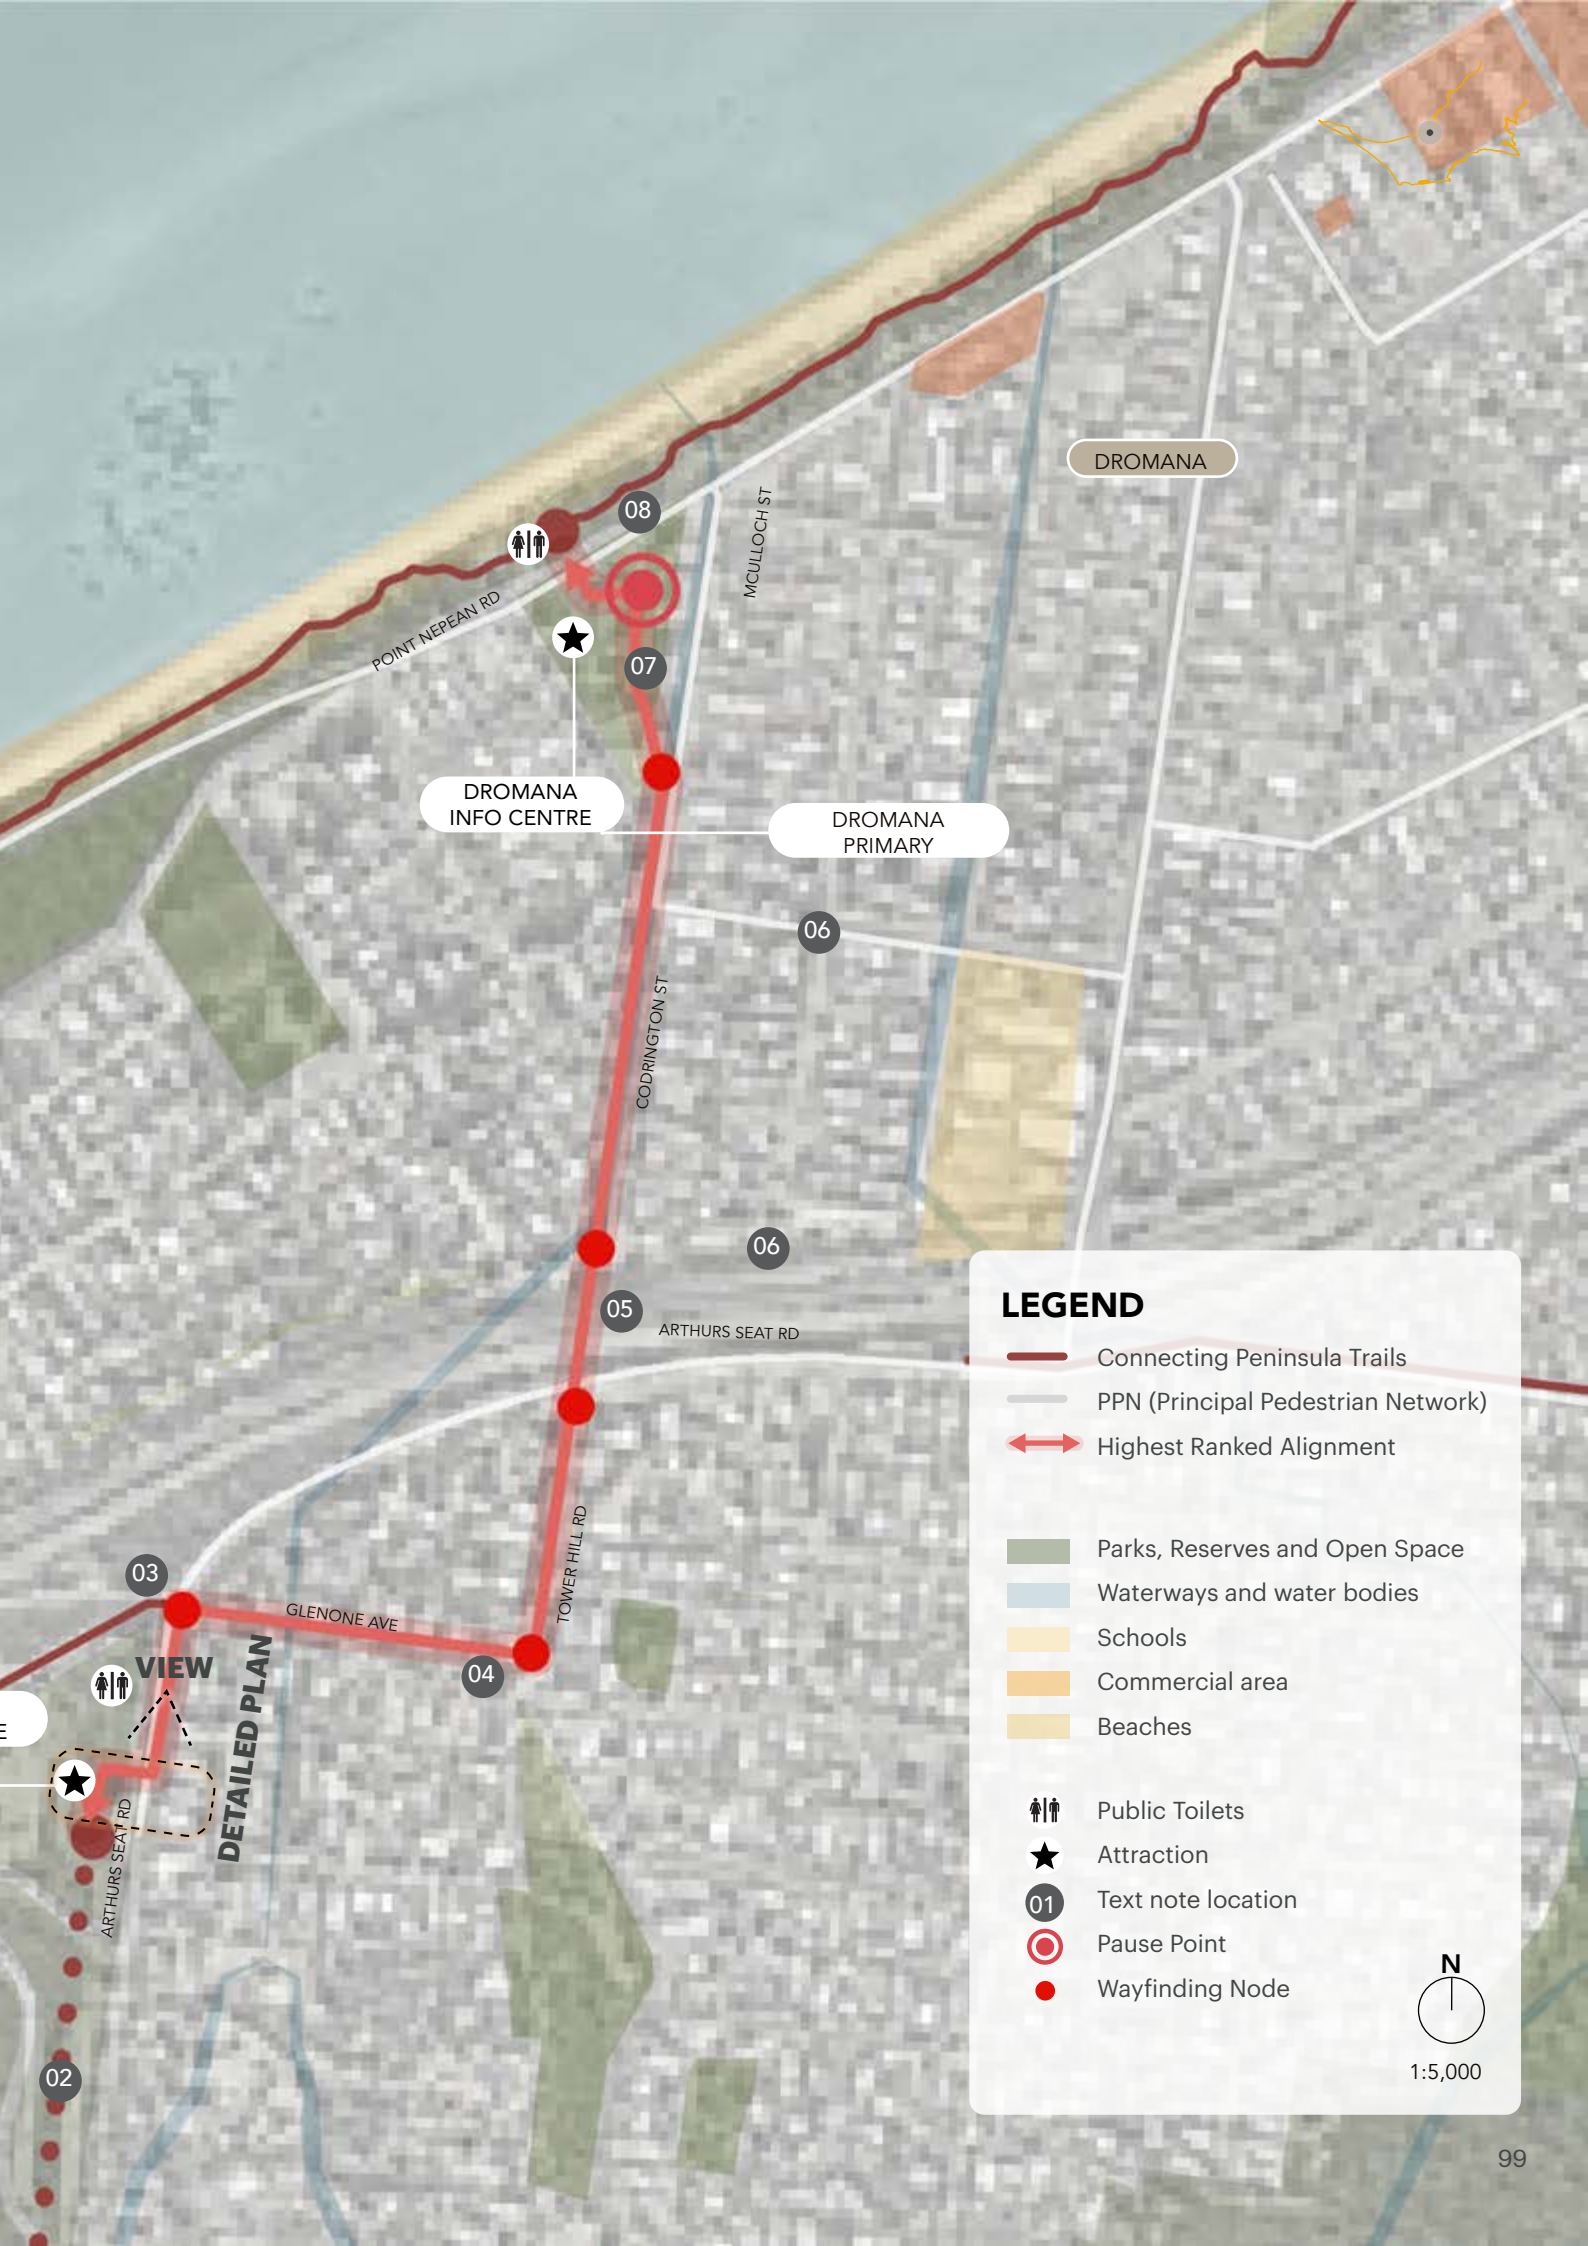 DROMANA
08
MCULLOCH ST
POINT NEPEAN RD
07
DROMANA
INFO CENTRE
DROMANA
PRIMARY
06
CODRINGTON ST
06
05
ARTHURS SEAT RD
LEGEND
Connecting Peninsula Trails
PPN (Principal Pedestrian Network)
Highest Ranked Alignment
Parks, Reserves and Open Space
Waterways and water bodies
Schools
Commercial area
Beaches
Public Toilets
Attraction
01 Text note location
Pause Point
Wayfinding Node
N
1:5,000
TOWER HILL RD
03
GLENONE AVE
04
VIEW
DETAILED PLAN
E
ARTHURS SEAT RD
02
99